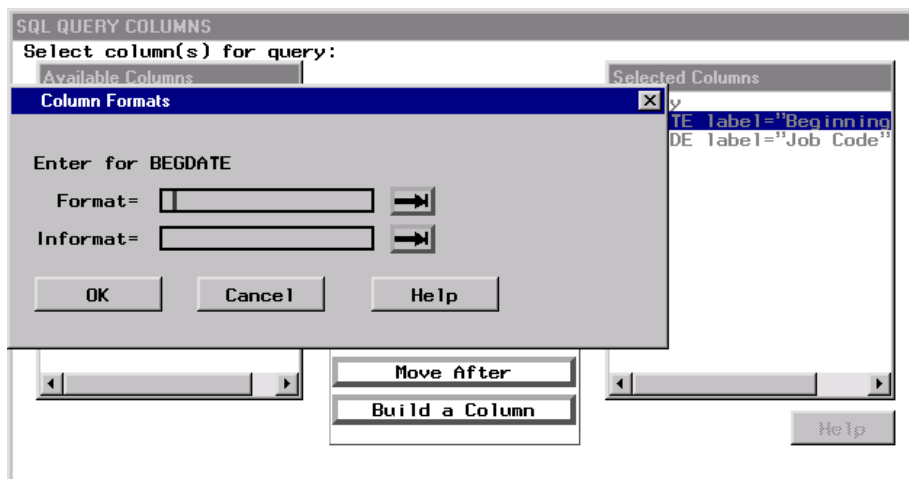 SQL QUERY COLUMNS
Select column(s) for query:
Available Columns
Selected Columns
Column Formats
y
TE label="Beginning
DE label="Job Code"
Enter for BEGDATE
Format=
Informat=
OK
Cancel
Help
Move After
Build a Column
Help